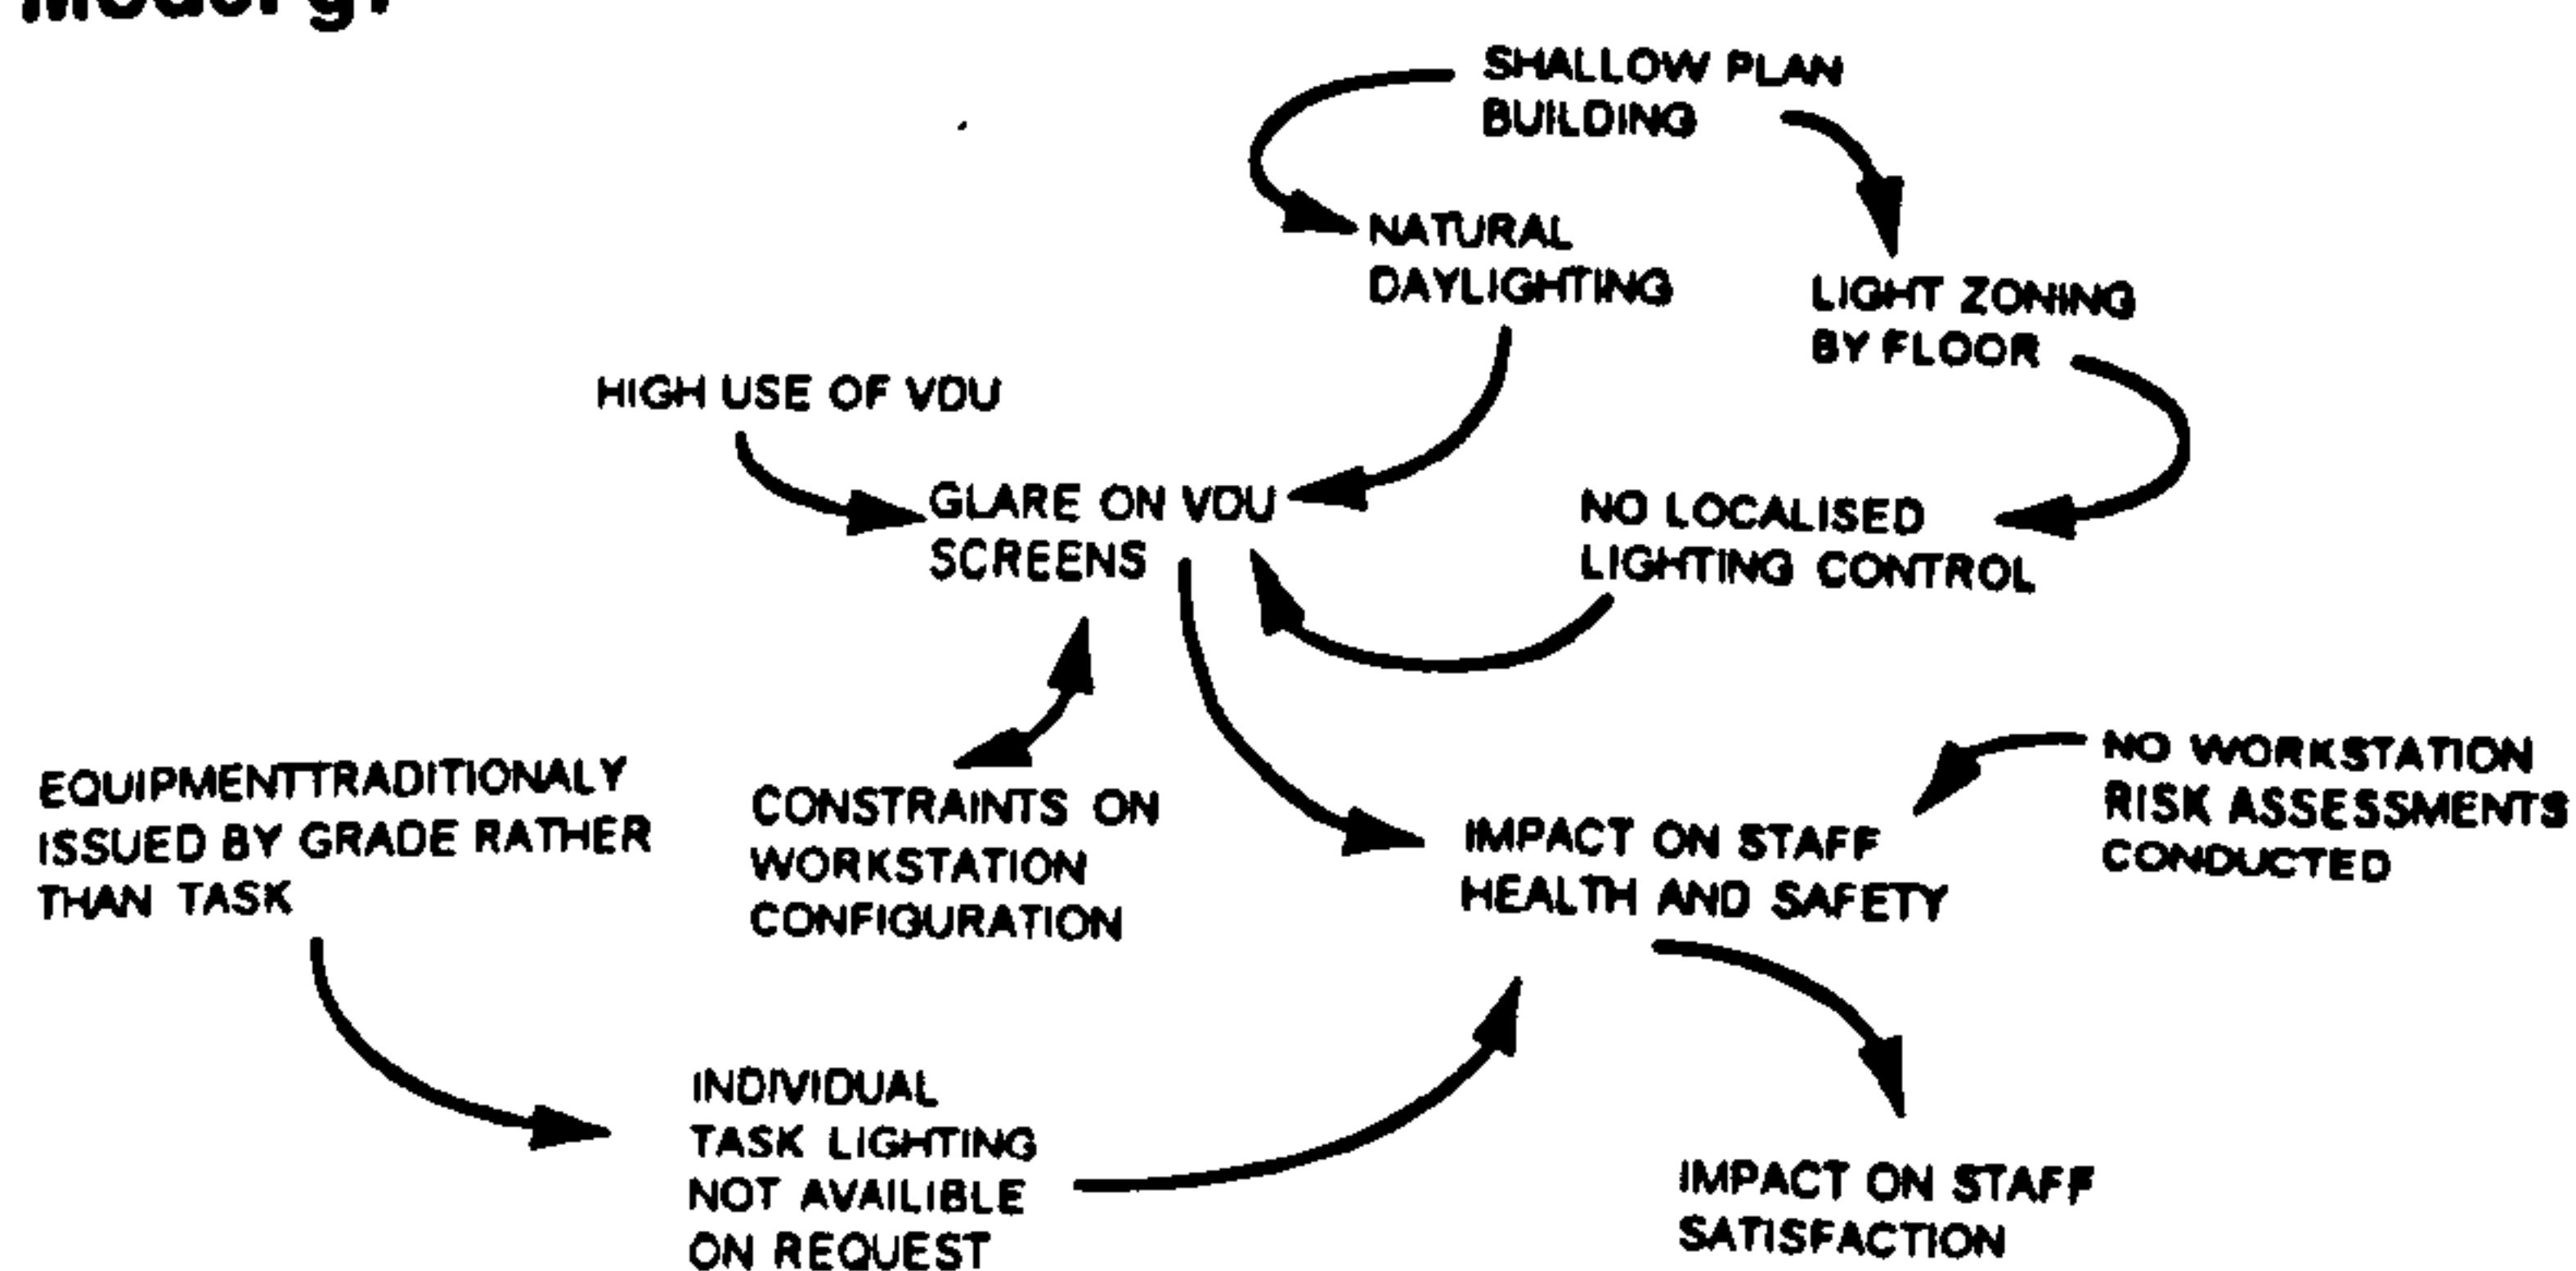 SHALLOW PLAN
BUILDING
NATURAL
DAYLIGHTING
LIGHT ZONING
BY FLOOR
HIGH USE OF VDU
GLARE ON VDU
SCREENS
NO LOCALISED
LIGHTING CONTROL
EQUIPMENTTRADITIONALY
ISSUED BY GRADE RATHER
THAN TASK
CONSTRAINTS ON
WORKSTATION
CONFIGURATION
IMPACT ON STAFF
HEALTH AND SAFETY
NO WORKSTATION
RISK ASSESSMENTS
CONDUCTED
INDIVIDUAL
TASK LIGHTING
NOT AVAILIBLE
ON REQUEST
IMPACT ON STAFF
SATISFACTION